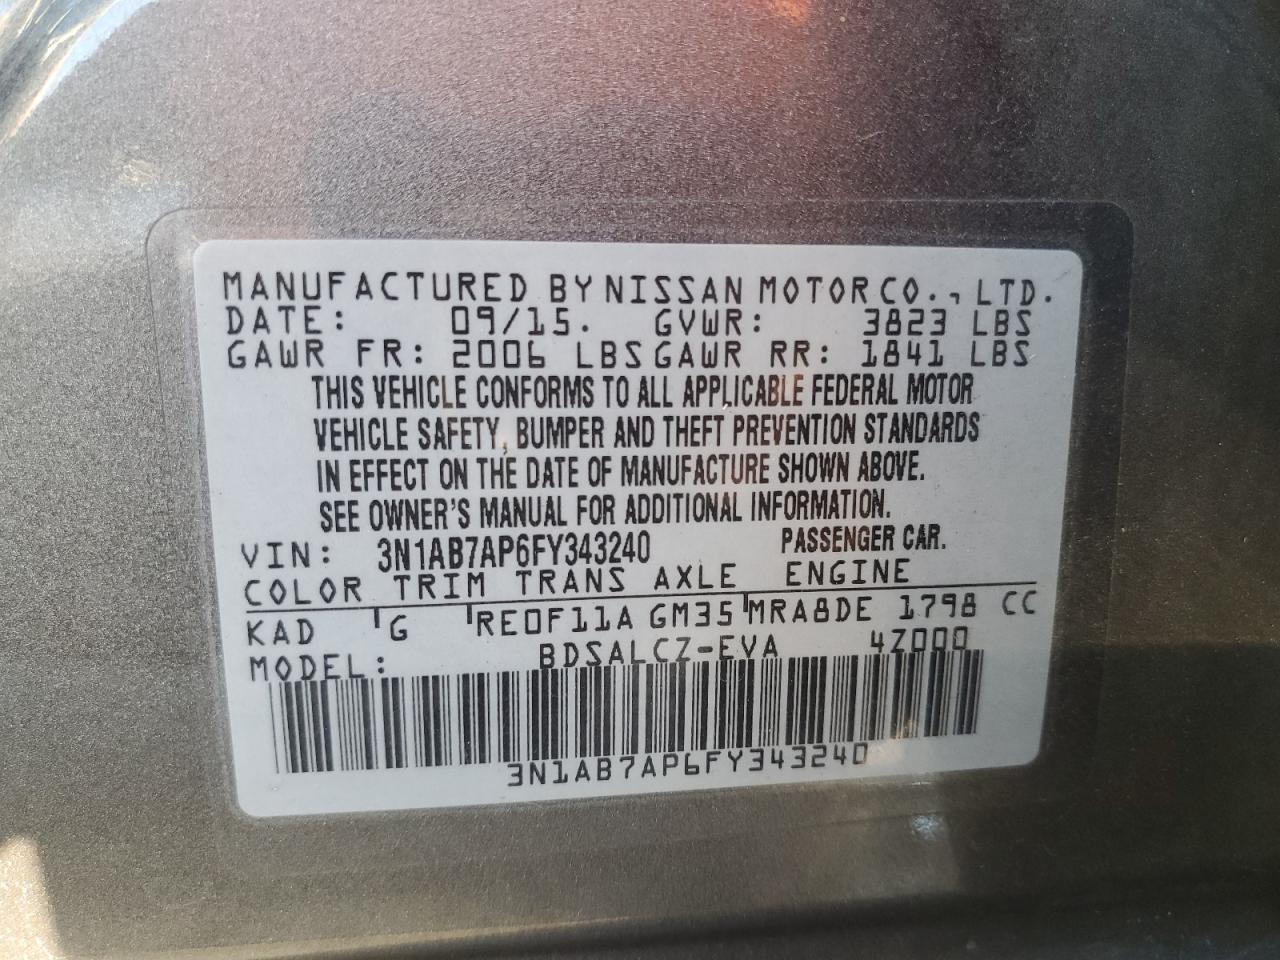 MANUFACTURED BY NISSAN MOTOR CO., LTD.
DATE: 09/15. GVWR: 3823 LBS
GAWR FR: 2006 LBS GAWR RR: 1841 LBS
THIS VEHICLE CONFORMS TO ALL APPLICABLE FEDERAL MOTOR
VEHICLE SAFETY, BUMPER AND THEFT PREVENTION STANDARDS
IN EFFECT ON THE DATE OF MANUFACTURE SHOWN ABOVE.
SEE OWNER'S MANUAL FOR ADDITIONAL INFORMATION.
VIN: 3N1AB7AP6FY343240 PASSENGER CAR.
COLOR TRIM TRANS AXLE ENGINE
KAD G RE0F11A GM35 MRA8DE 1798 CC
MODEL: BDSALCZ-EVA 4Z000
3N1AB7AP6FY343240